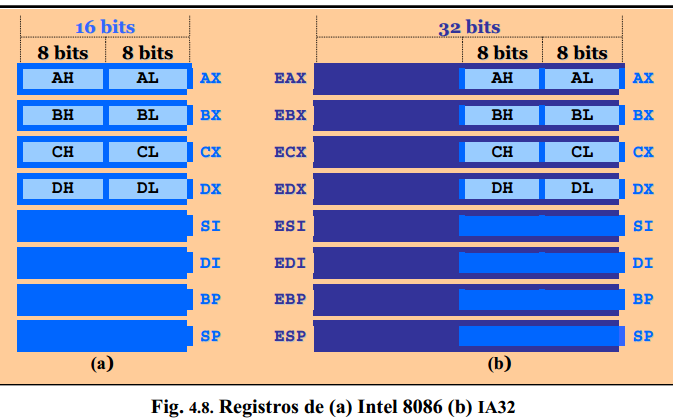 16 bits 32 bits
8 bits 8 bits 8 bits 8 bits
AH AL AX EAX AH AL AX
BH BL BX EBX BH BL BX
CH CL CX ECX CH CL CX
DH DL DX EDX DH DL DX
SI ESI SI
DI EDI DI
BP EBP BP
SP ESP SP
(a) (b)
Fig. 4.8. Registros de (a) Intel 8086 (b) IA32